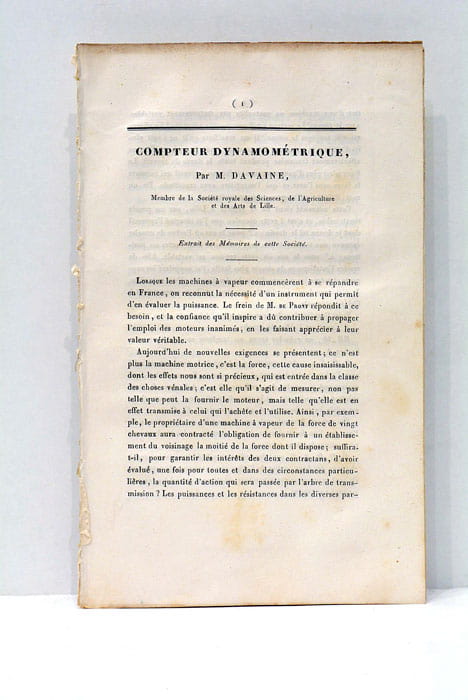 ( 1 )
COMPTEUR DYNAMOMÉTRIQUE,
Par M. DAVAINE,
Membre de la Société royale des Sciences, de l'Agriculture
et des Arts de Lille.
Extrait des Mémoires de cette Société.
Lorsque les machines à vapeur commencèrent à se répandre
en France, on reconnut la nécessité d'un instrument qui permit
d'en évaluer la puissance. Le frein de M. de Prony répondit à ce
besoin, et la confiance qu'il inspire a dû contribuer à propager
l'emploi des moteurs inanimés, en les faisant apprécier à leur
valeur véritable.
Aujourd'hui de nouvelles exigences se présentent; ce n'est
plus la machine motrice, c'est la force, cette cause insaisissable,
dont les effets nous sont si précieux, qui est entrée dans la classe
des choses vénales; c'est elle qu'il s'agit de mesurer, non pas
telle que peut la fournir le moteur, mais telle qu'elle est en
effet transmise à celui qui l'achète et l'utilise. Ainsi, par exem-
ple, le propriétaire d'une machine à vapeur de la force de vingt
chevaux aura contracté l'obligation de fournir à un établisse-
ment du voisinage la moitié de la force dont il dispose; suffira-
t-il, pour garantir les intérêts des deux contractans, d'avoir
évalué, une fois pour toutes et dans des circonstances particu-
lières, la quantité d'action qui sera passée par l'arbre de trans-
mission ? Les puissances et les résistances dans les diverses par-